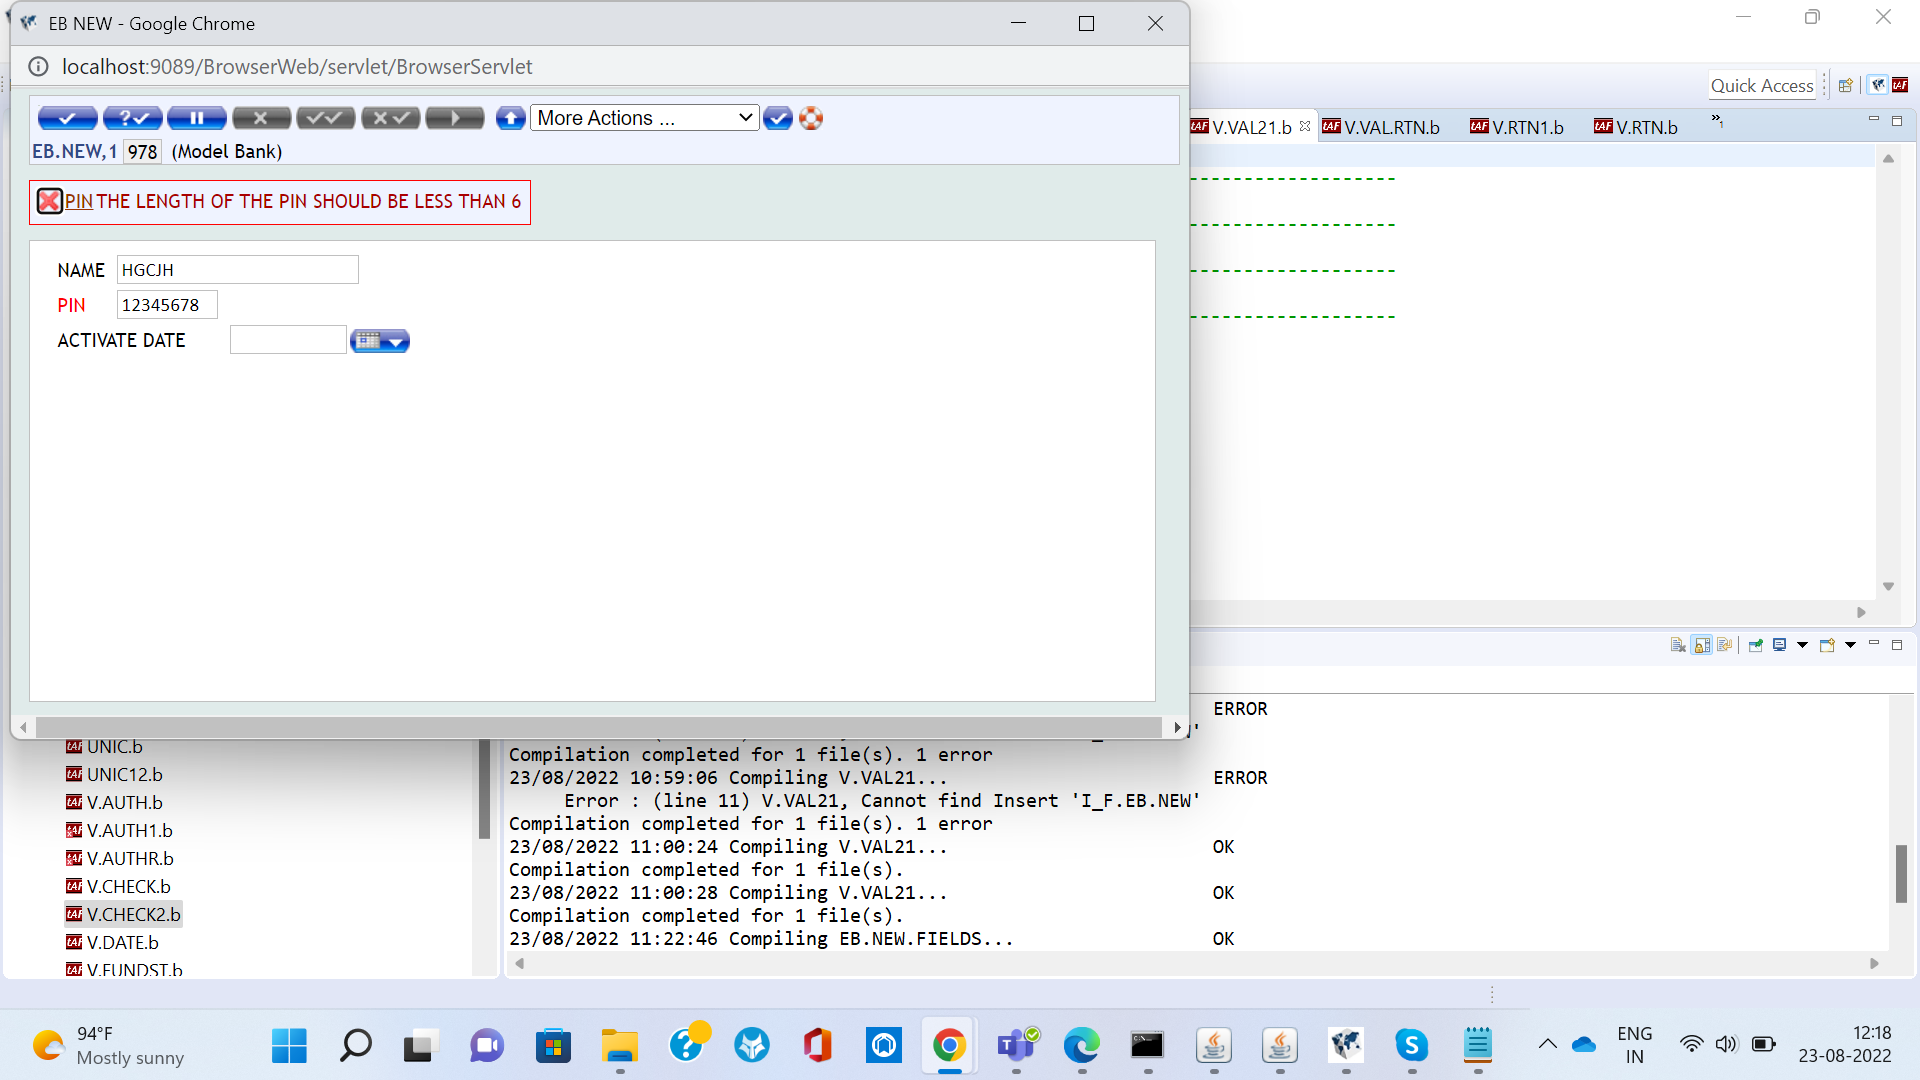 EB NEW - Google Chrome
localhost:9089/BrowserWeb/servlet/BrowserServlet
More Actions ...
EB.NEW,1 978 (Model Bank)
PIN THE LENGTH OF THE PIN SHOULD BE LESS THAN 6
NAME HGCJH
PIN 12345678
ACTIVATE DATE
Quick Access
V.VAL21.b V.VAL.RTN.b V.RTN1.b V.RTN.b
ERROR
Compilation completed for 1 file(s). 1 error
23/08/2022 10:59:06 Compiling V.VAL21... ERROR
Error : (line 11) V.VAL21, Cannot find Insert 'I_F.EB.NEW'
Compilation completed for 1 file(s). 1 error
23/08/2022 11:00:24 Compiling V.VAL21... OK
Compilation completed for 1 file(s).
23/08/2022 11:00:28 Compiling V.VAL21... OK
Compilation completed for 1 file(s).
23/08/2022 11:22:46 Compiling EB.NEW.FIELDS... OK
UNIC.b
UNIC12.b
V.AUTH.b
V.AUTH1.b
V.AUTHR.b
V.CHECK.b
V.CHECK2.b
V.DATE.b
V.FUNDST.b
94°F
Mostly sunny
ENG
IN
12:18
23-08-2022